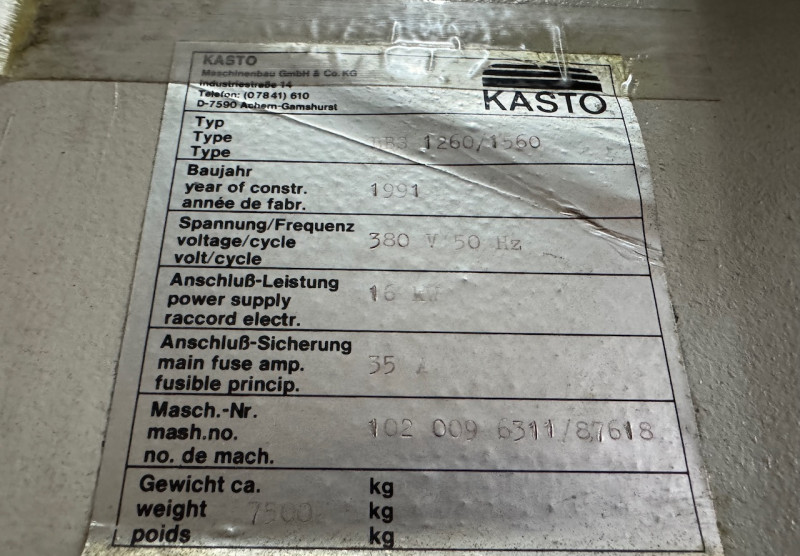 KASTO
Maschinenbau GmbH & Co. KG
Industriestraße 14
Telefon: (07841) 610
D-7590 Achern-Gamshurst
KASTO
Typ
Type
Type 1260/1560
Baujahr
year of constr. 1991
année de fabr.
Spannung/Frequenz
voltage/cycle 380 V 50 Hz
volt/cycle
Anschluß-Leistung
power supply 16 kW
raccord electr.
Anschluß-Sicherung
main fuse amp. 35 A
fusible princip.
Masch.-Nr.
mash.no. 102 009 6311/87618
no. de mach.
Gewicht ca. kg
weight 7500 kg
poids kg